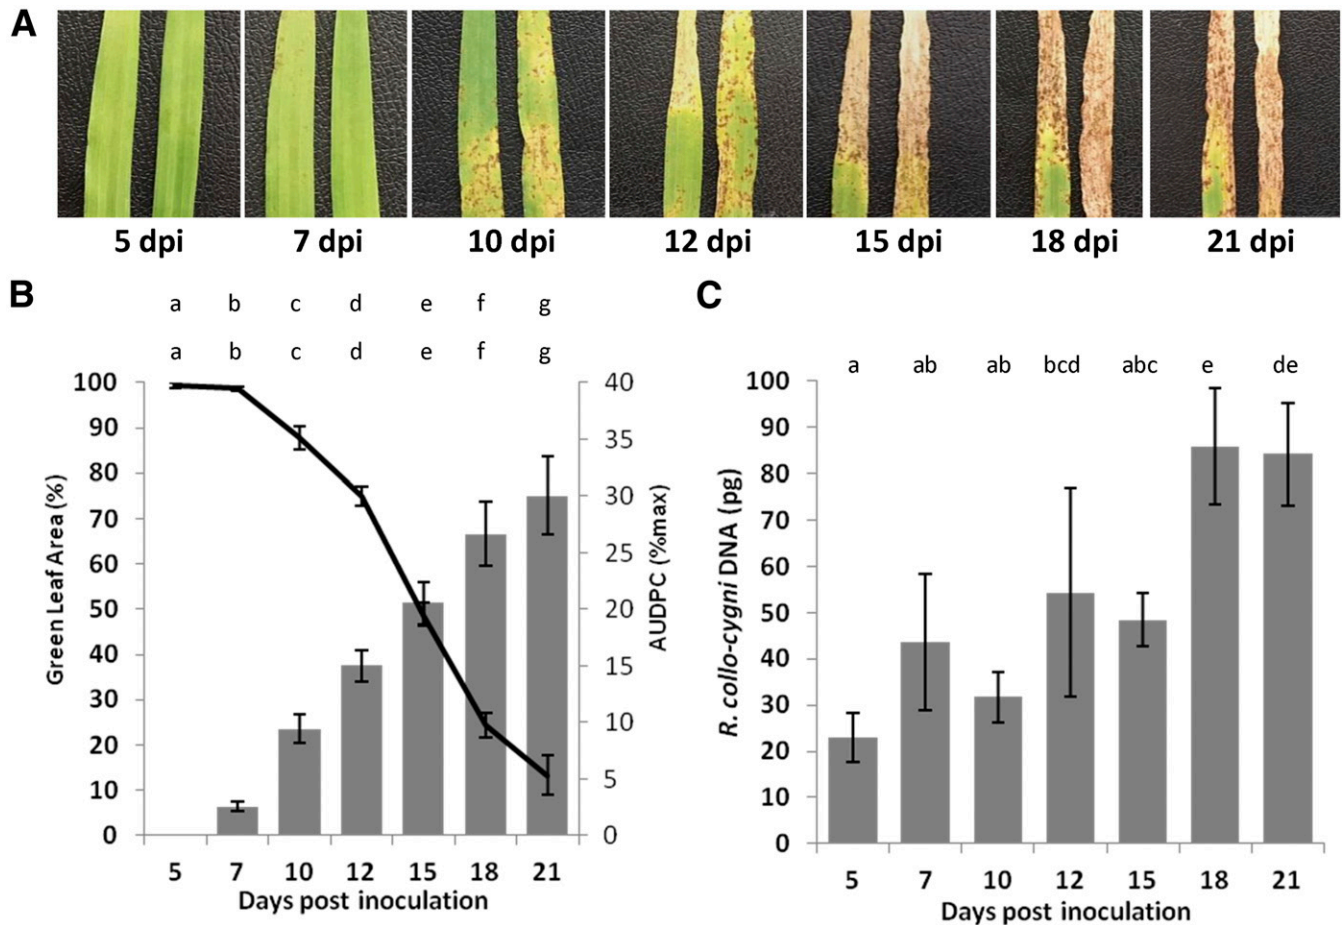 A
5 dpi 7 dpi 10 dpi 12 dpi 15 dpi 18 dpi 21 dpi
B
a b c d e f g
a b c d e f g
100
90
80
70
60
50
40
30
20
10
0
Green Leaf Area (%)
40
35
30
25
20
15
10
5
0
AUDPC (%max)
5 7 10 12 15 18 21
Days post inoculation
C
a ab ab bcd abc e de
100
90
80
70
60
50
40
30
20
10
0
R. collo-cygni DNA (pg)
5 7 10 12 15 18 21
Days post inoculation